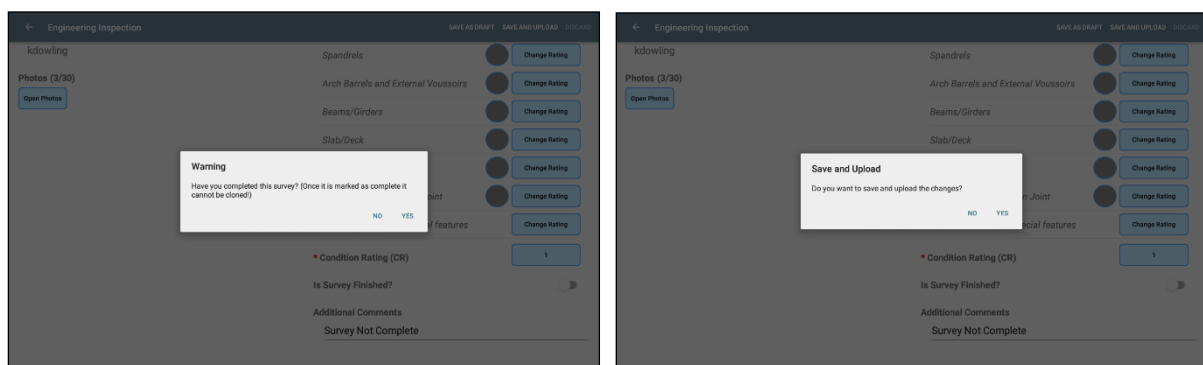 ← Engineering Inspection SAVE AS DRAFT SAVE AND UPLOAD DISCARD
kdowling
Photos (3/30)
Open Photos
Spandrels Change Rating
Arch Barrels and External Voussoirs Change Rating
Beams/Girders Change Rating
Slab/Deck Change Rating
Change Rating
oint Change Rating
l features Change Rating
Warning
Have you completed this survey? (Once it is marked as complete it
cannot be cloned!)
NO YES
* Condition Rating (CR) 1
Is Survey Finished?
Additional Comments
Survey Not Complete
← Engineering Inspection SAVE AS DRAFT SAVE AND UPLOAD DISCARD
kdowling
Photos (3/30)
Open Photos
Spandrels Change Rating
Arch Barrels and External Voussoirs Change Rating
Beams/Girders Change Rating
Slab/Deck Change Rating
Change Rating
n Joint Change Rating
ecial features Change Rating
Save and Upload
Do you want to save and upload the changes?
NO YES
* Condition Rating (CR) 1
Is Survey Finished?
Additional Comments
Survey Not Complete